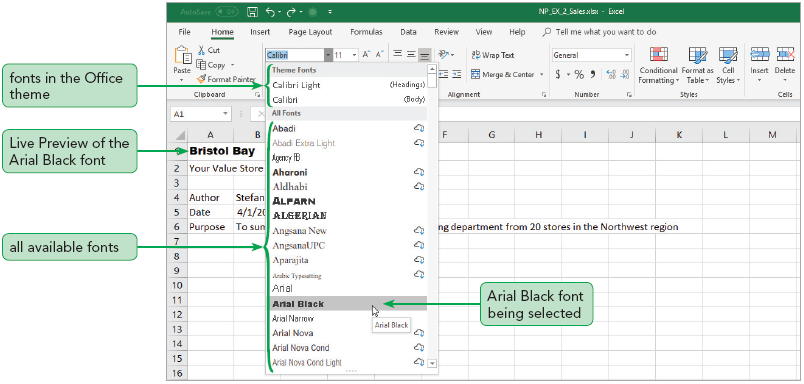 AutoSave Off
NP_EX_2_Sales.xlsx - Excel
File Home Insert Page Layout Formulas Data Review View Help Tell me what you want to do
Cut
Copy
Format Painter
Paste
Clipboard
Calibri 11 A A
Wrap Text
Merge & Center
Alignment
General
$ % ,
Number
Conditional Formatting
Format as Table
Cell Styles
Styles
Insert Delete
Cells
A1
Theme Fonts
Calibri Light (Headings)
Calibri (Body)
All Fonts
Abadi
Abadi Extra Light
Agency FB
Aharoni
Aldhabi
ALFARN
ALGERIAN
Angsana New
AngsanaUPC
Aparajita
Arabic Typesetting
Arial
Arial Black
Arial Narrow
Arial Nova
Arial Nova Cond
Arial Nova Cond Light
Arial Black
A B F G H I J K L M
1 Bristol Bay
2 Your Value Store
3
4 Author Stefan
5 Date 4/1/20
6 Purpose To sum ng department from 20 stores in the Northwest region
7
8
9
10
11
12
13
14
15
16
fonts in the Office
theme
Live Preview of the
Arial Black font
all available fonts
Arial Black font
being selected